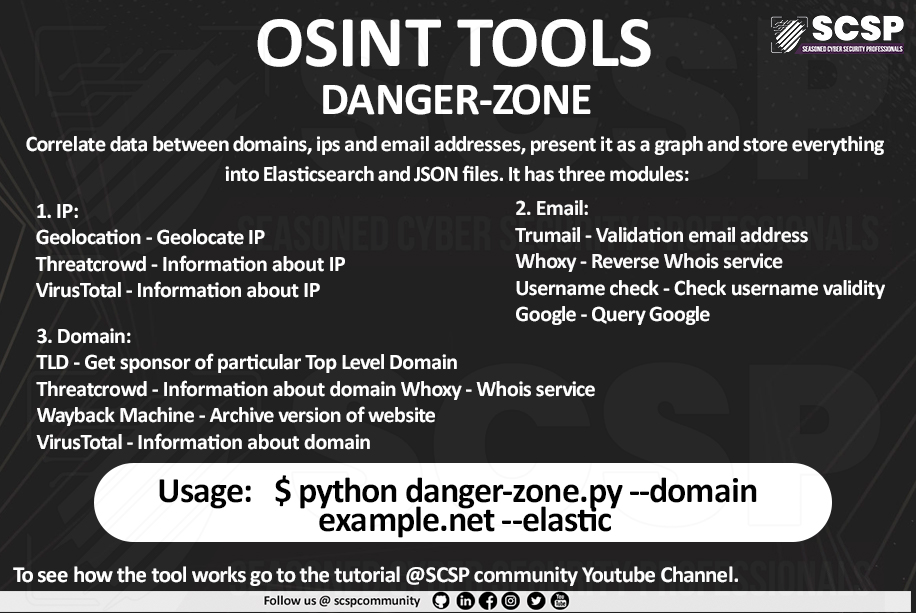 OSINT TOOLS
SCSP
SEASONED CYBER SECURITY PROFESSIONALS
DANGER-ZONE
Correlate data between domains, ips and email addresses, present it as a graph and store everything
into Elasticsearch and JSON files. It has three modules:
1. IP:
Geolocation - Geolocate IP
Threatcrowd - Information about IP
VirusTotal - Information about IP
2. Email:
Trumail - Validation email address
Whoxy - Reverse Whois service
Username check - Check username validity
Google - Query Google
3. Domain:
TLD - Get sponsor of particular Top Level Domain
Threatcrowd - Information about domain Whoxy - Whois service
Wayback Machine - Archive version of website
VirusTotal - Information about domain
Usage: $ python danger-zone.py --domain
example.net --elastic
To see how the tool works go to the tutorial @SCSP community Youtube Channel.
Follow us @ scspcommunity